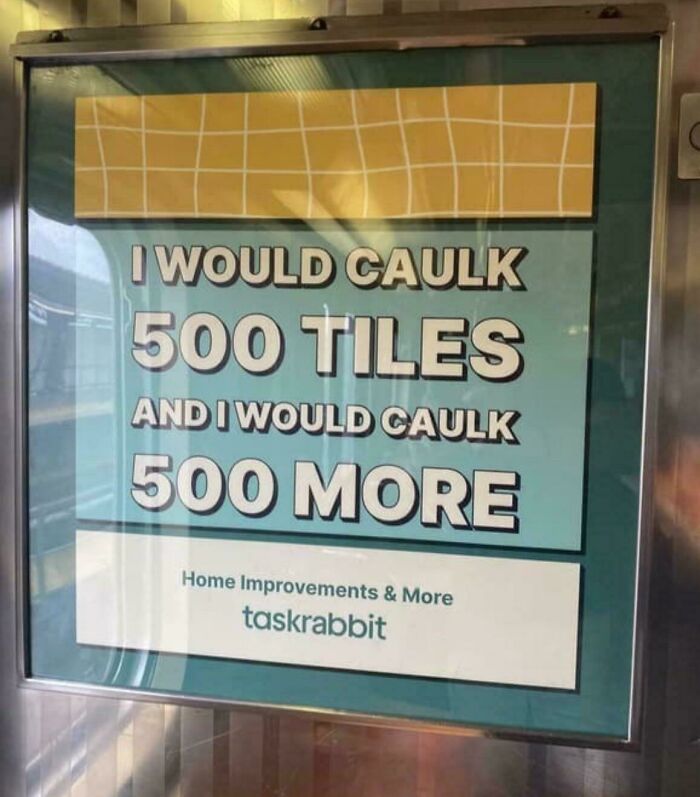 I WOULD CAULK
500 TILES
AND I WOULD CAULK
500 MORE
Home Improvements & More
taskrabbit